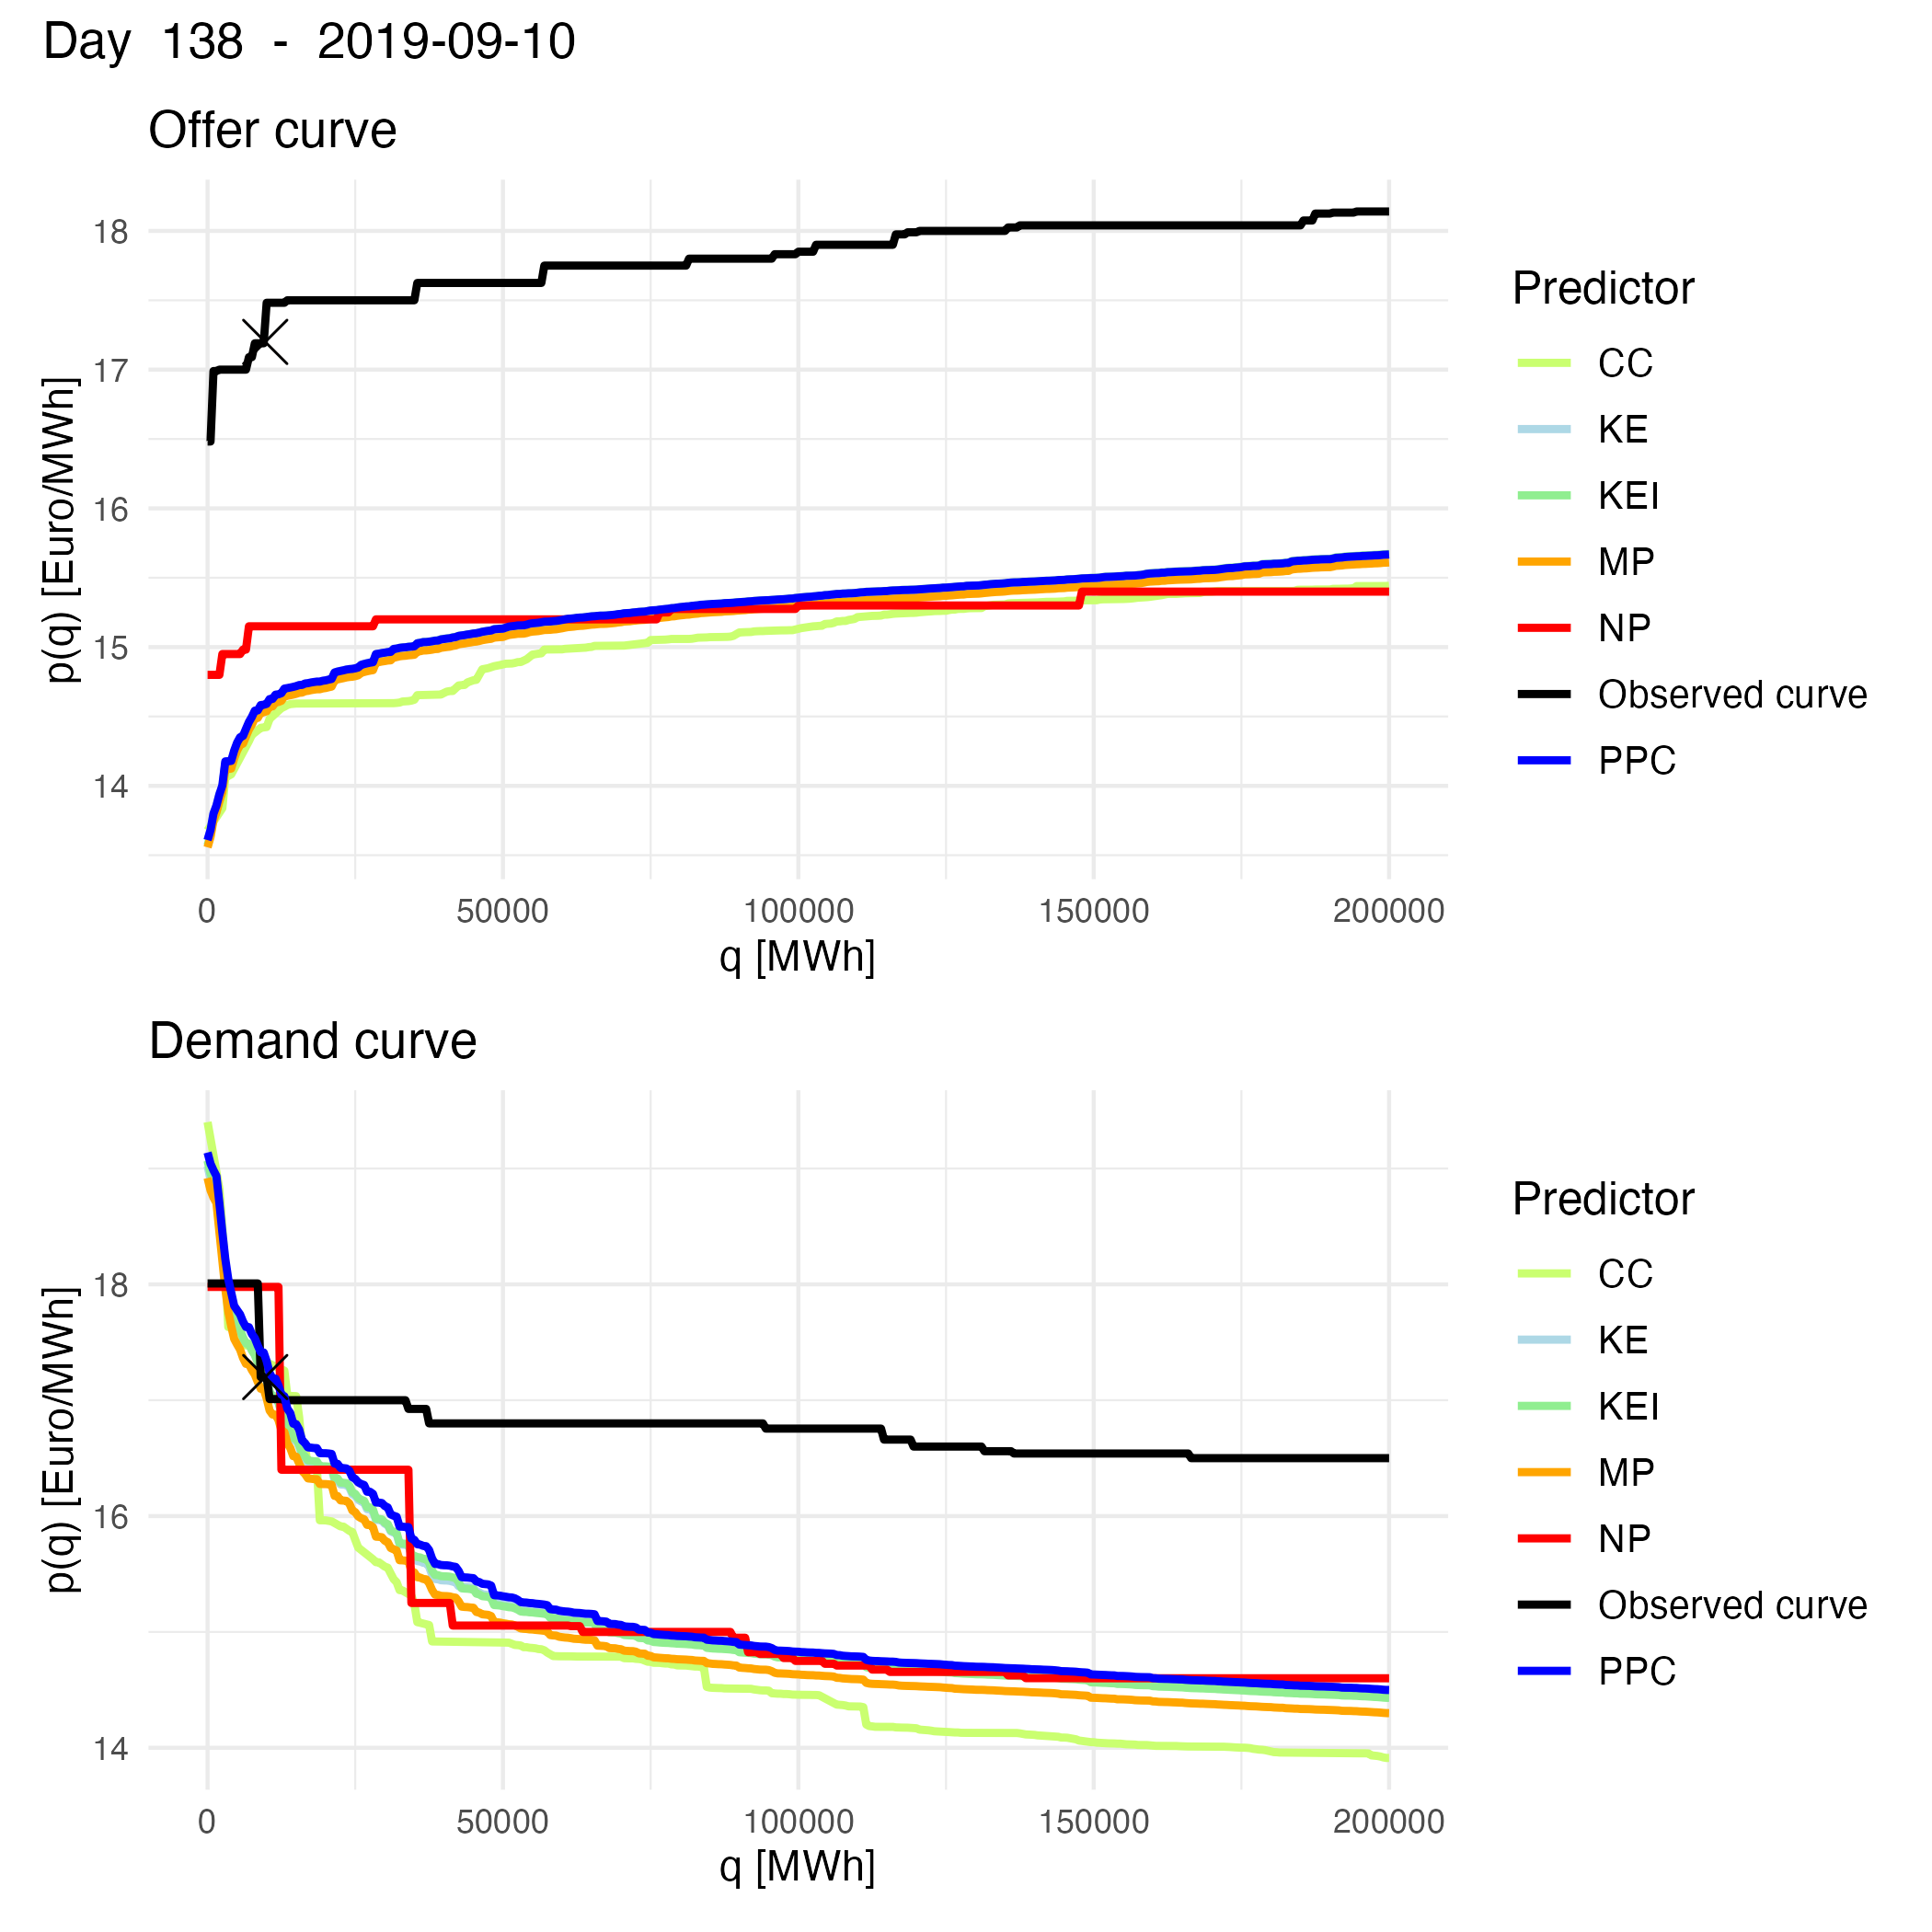 Day 138 - 2019-09-10
Offer curve
p(q) [Euro/MWh]
18
17
16
15
14
0 50000 100000 150000 200000
q [MWh]
Predictor
CC
KE
KEI
MP
NP
Observed curve
PPC
Demand curve
p(q) [Euro/MWh]
18
16
14
0 50000 100000 150000 200000
q [MWh]
Predictor
CC
KE
KEI
MP
NP
Observed curve
PPC